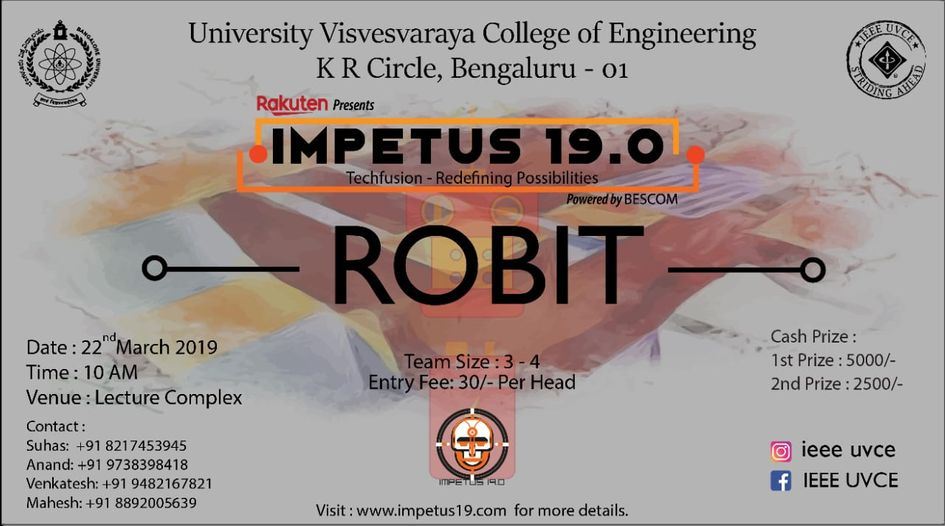 University Visvesvaraya College of Engineering
K R Circle, Bengaluru - 01
IEEE UVCE
STRIDING AHEAD
Rakuten Presents
IMPETUS 19.0
Techfusion - Redefining Possibilities
Powered by BESCOM
ROBIT
Date : 22nd March 2019
Time : 10 AM
Venue : Lecture Complex
Contact :
Suhas: +91 8217453945
Anand: +91 9738398418
Venkatesh: +91 9482167821
Mahesh: +91 8892005639
Team Size : 3 - 4
Entry Fee: 30/- Per Head
IMPETUS 19.0
Visit : www.impetus19.com for more details.
Cash Prize :
1st Prize : 5000/-
2nd Prize : 2500/-
ieee uvce
IEEE UVCE